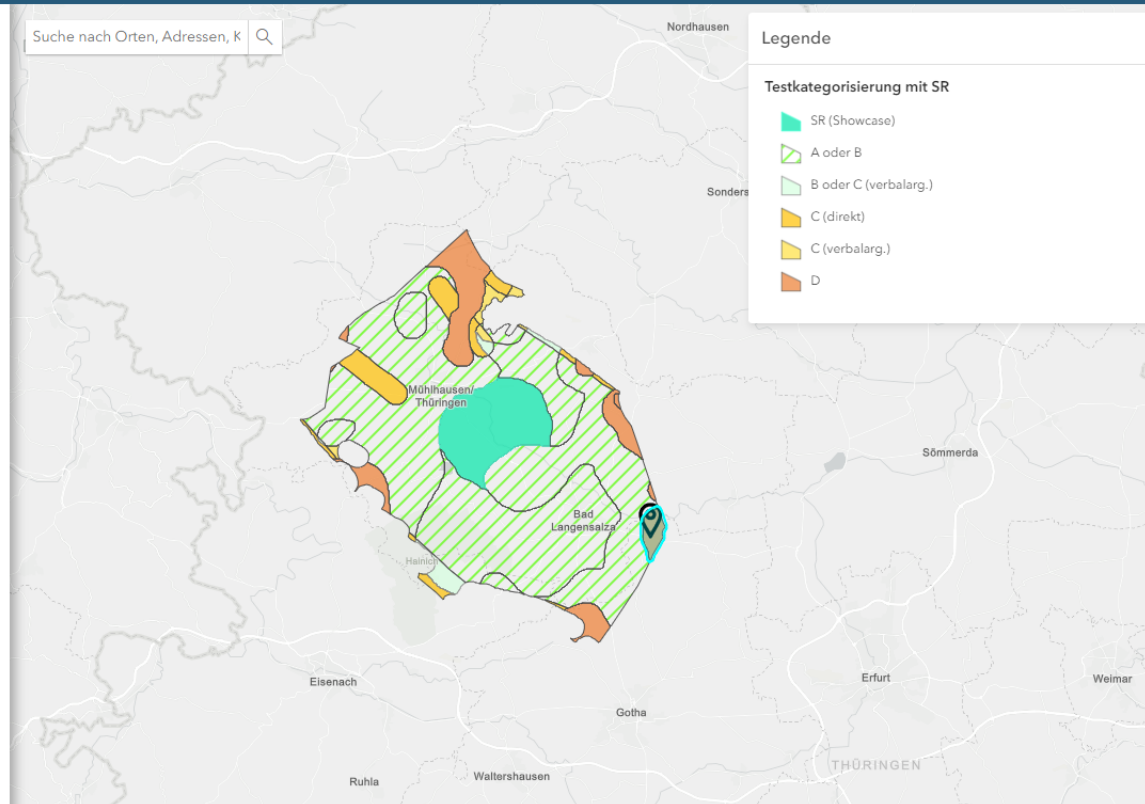 Suche nach Orten, Adressen, K
Nordhausen
Legende
Testkategorisierung mit SR
SR (Showcase)
A oder B
B oder C (verbalarg.)
C (direkt)
C (verbalarg.)
D
Sonders
Mühlhausen/
Thüringen
Sömmerda
Bad
Langensalza
Hainich
Eisenach
Erfurt
Weimar
Gotha
THÜRINGEN
Ruhla
Waltershausen